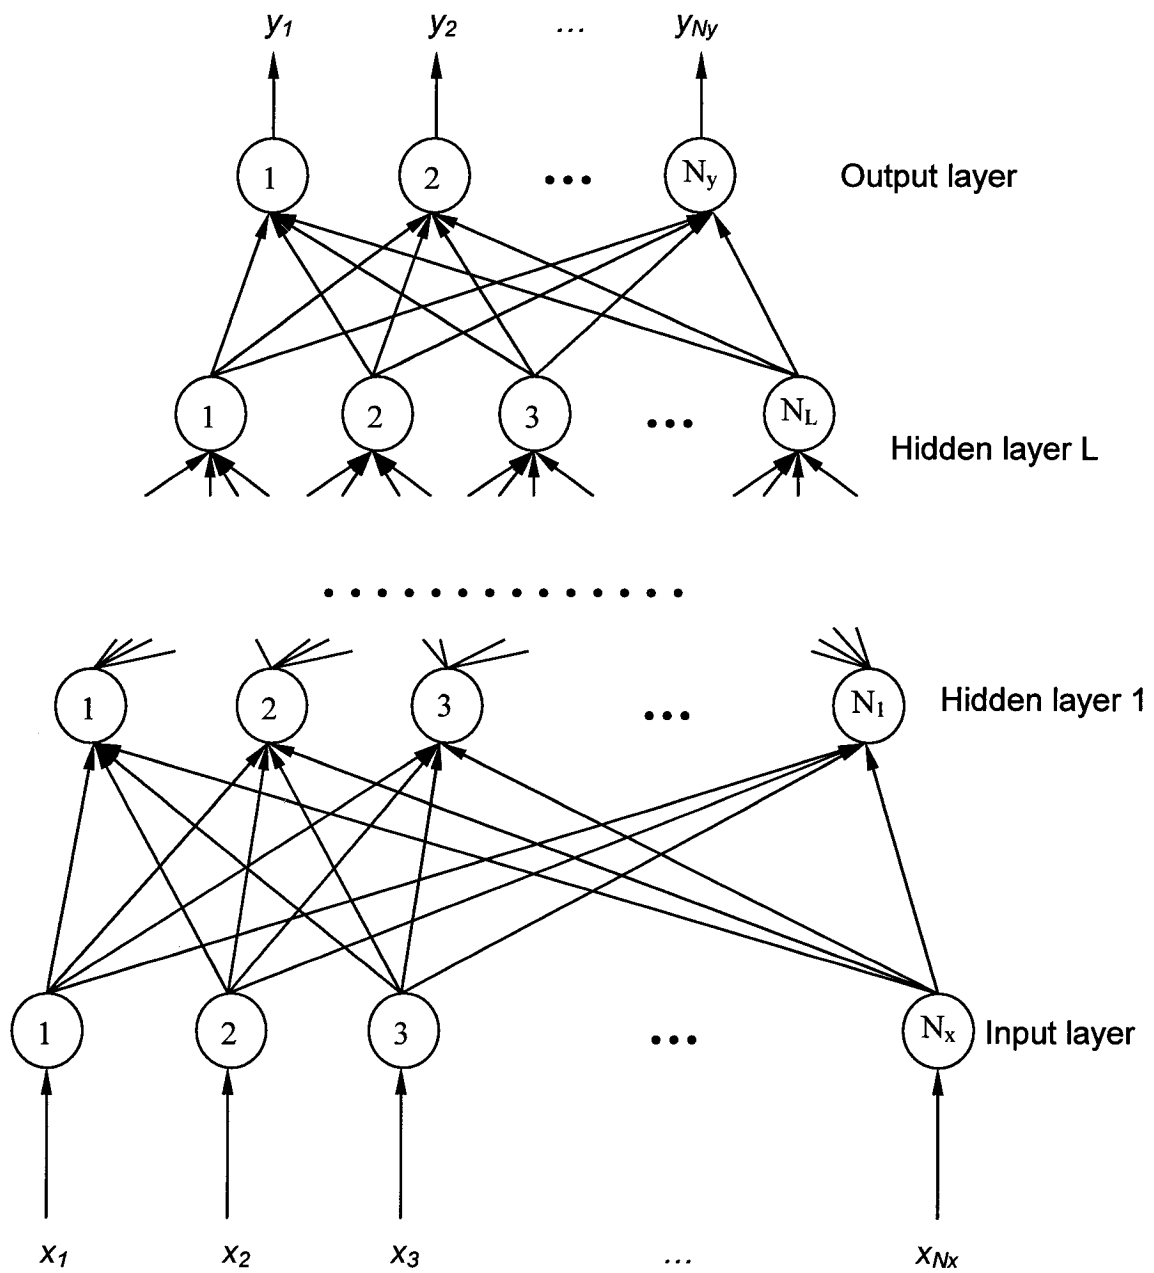 y1 y2 ... yNy
1 2 ... Ny Output layer
1 2 3 ... NL
Hidden layer L
...............
1 2 3 ... N1 Hidden layer 1
1 2 3 ... Nx Input layer
x1 x2 x3 ... xNx